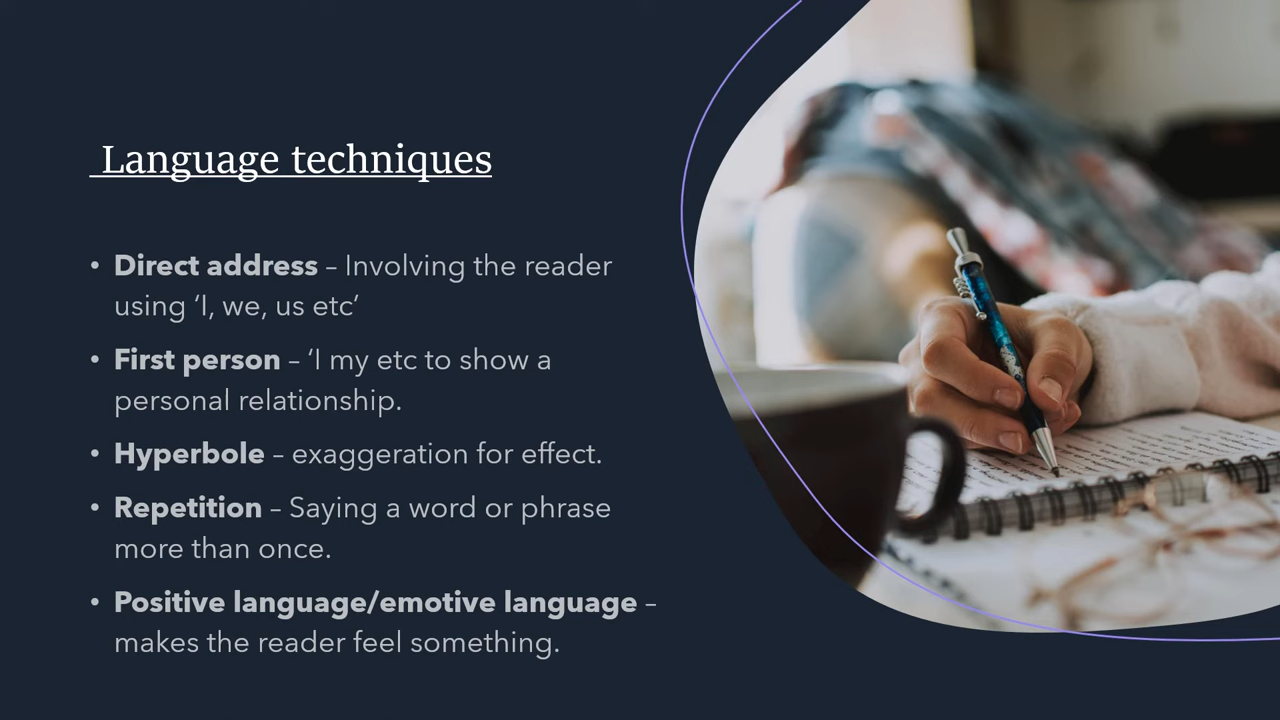 Language techniques
• Direct address – Involving the reader
using ‘I, we, us etc’
• First person – ‘I my etc to show a
personal relationship.
• Hyperbole – exaggeration for effect.
• Repetition – Saying a word or phrase
more than once.
• Positive language/emotive language –
makes the reader feel something.